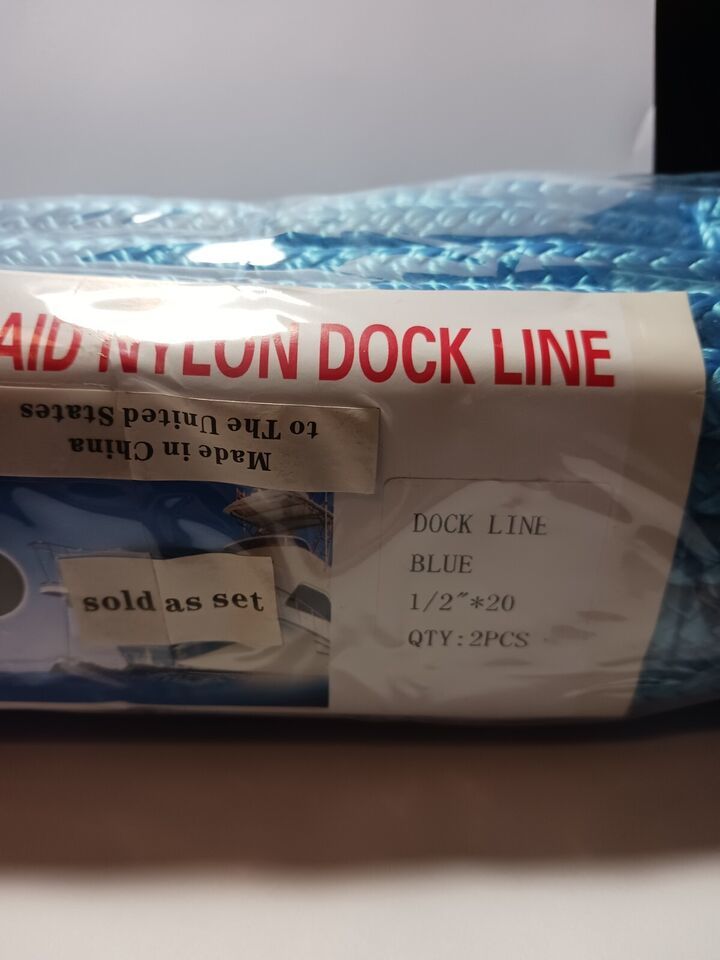 AID NYLON DOCK LINE
Made in China
to The United States
sold as set
DOCK LINE
BLUE
1/2"*20
QTY:2PCS